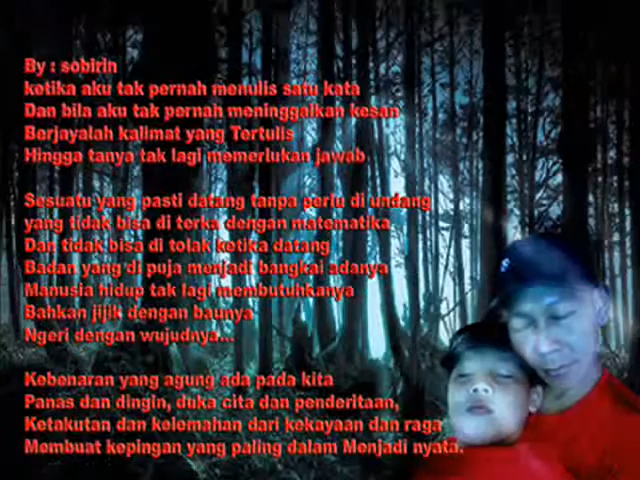 By : sobirin
ketika aku tak pernah menulis satu kata
Dan bila aku tak pernah meninggalkan kesan
Berjayalah kalimat yang Tertulis
Hingga tanya tak lagi memerlukan jawab
Sesuatu yang pasti datang tanpa perlu di undang
yang tidak bisa di terka dengan matematika
Dan tidak bisa di tolak ketika datang
Badan yang di puja menjadi bangkai adanya
Manusia hidup tak lagi membutuhkanya
Bahkan jijik dengan baunya
Ngeri dengan wujudnya...
Kebenaran yang agung ada pada kita
Panas dan dingin, duka cita dan penderitaan,
Ketakutan dan kelemahan dari kekayaan dan raga
Membuat kepingan yang paling dalam Menjadi nyata.